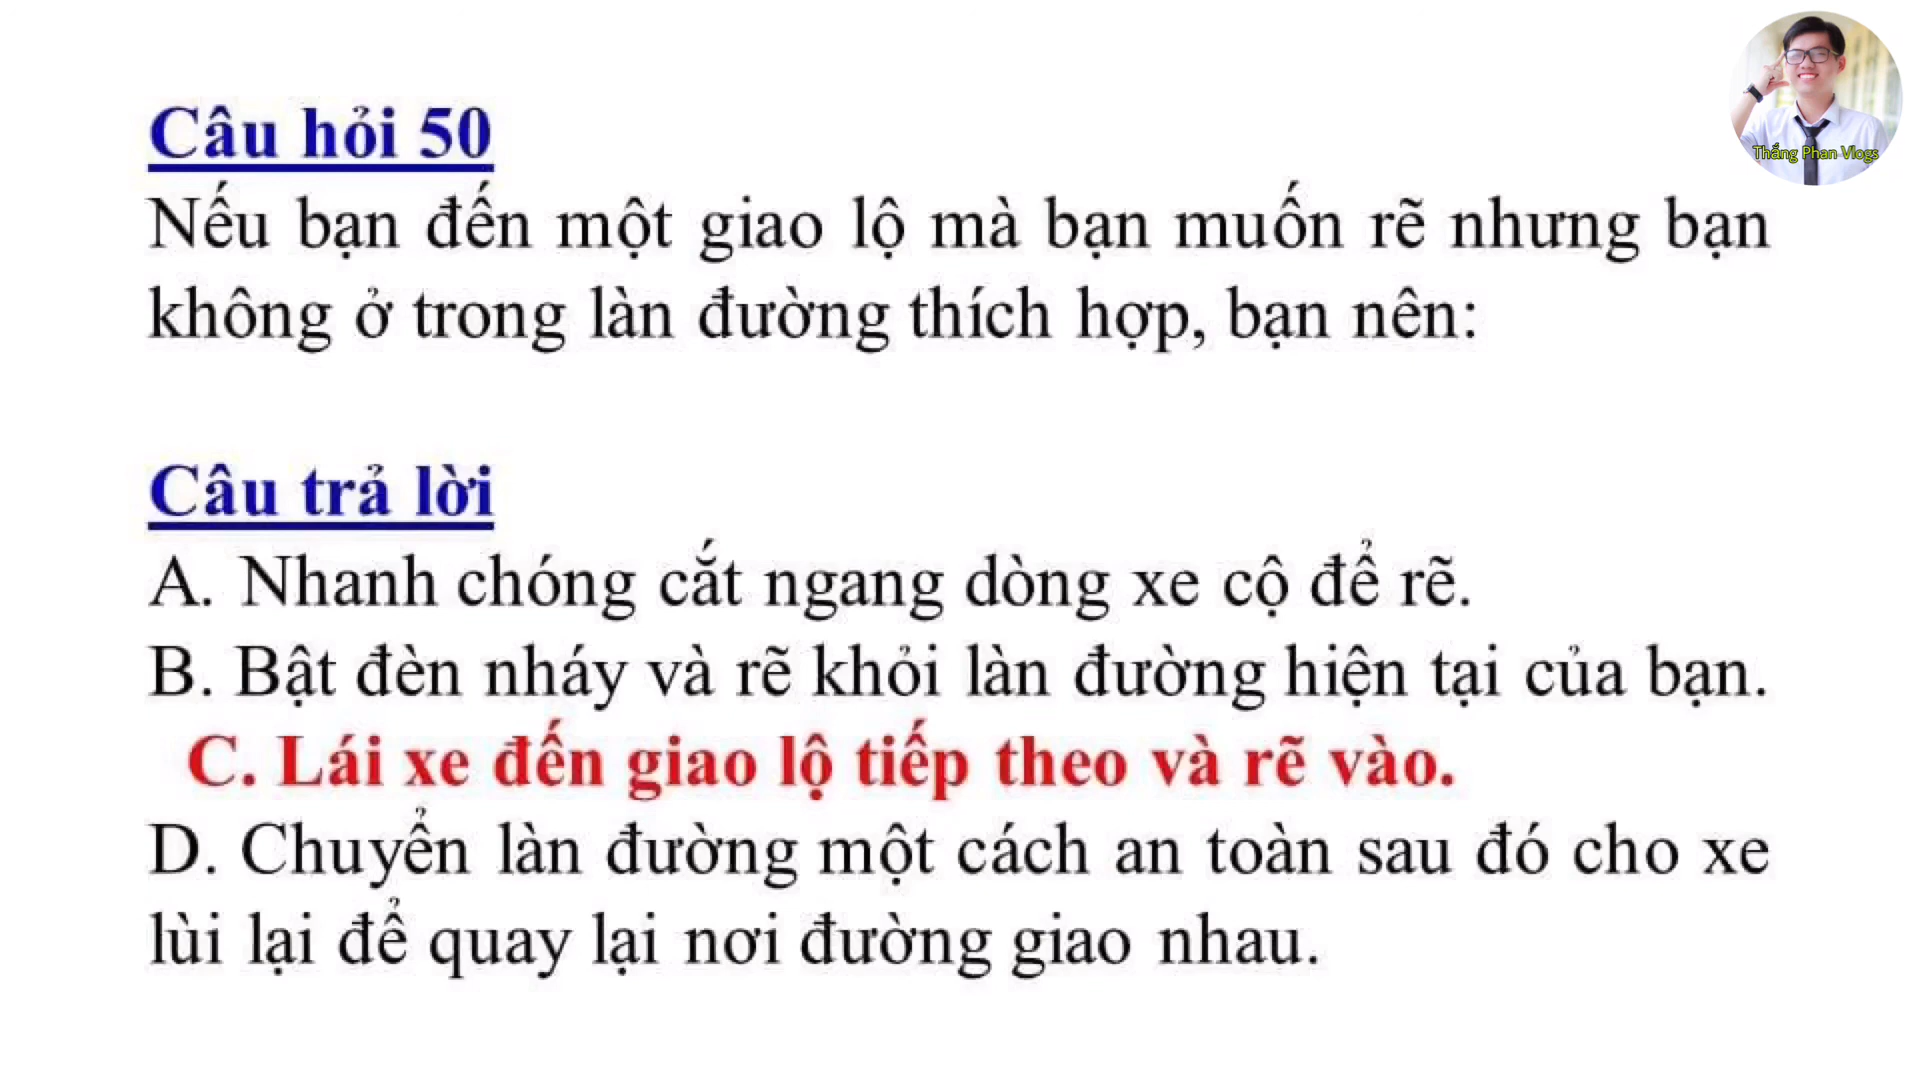 Thắng Phan Vlogs
Câu hỏi 50
Nếu bạn đến một giao lộ mà bạn muốn rẽ nhưng bạn
không ở trong làn đường thích hợp, bạn nên:
Câu trả lời
A. Nhanh chóng cắt ngang dòng xe cộ để rẽ.
B. Bật đèn nháy và rẽ khỏi làn đường hiện tại của bạn.
C. Lái xe đến giao lộ tiếp theo và rẽ vào.
D. Chuyển làn đường một cách an toàn sau đó cho xe
lùi lại để quay lại nơi đường giao nhau.